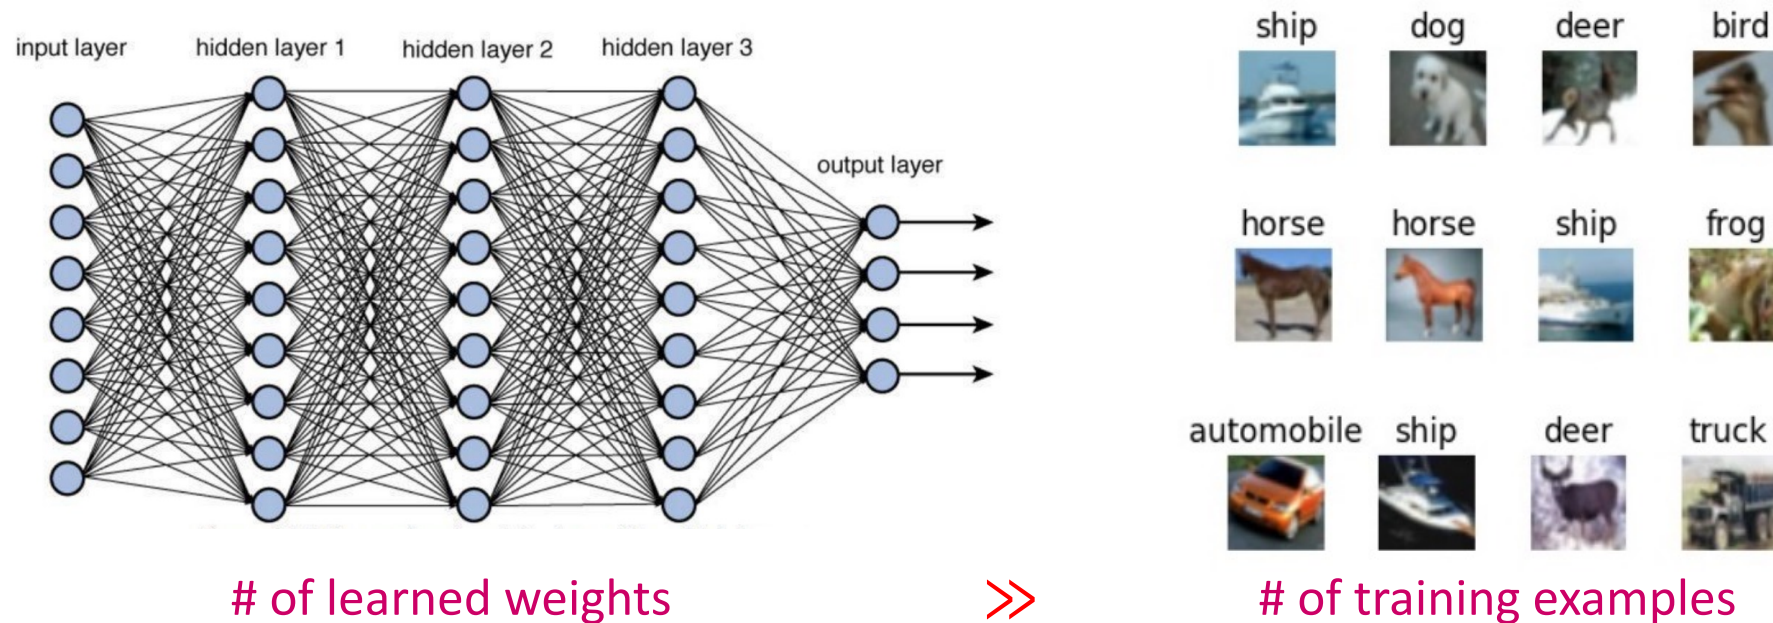 input layer
hidden layer 1
hidden layer 2
hidden layer 3
output layer
ship dog deer bird
horse horse ship frog
automobile ship deer truck
# of learned weights >> # of training examples